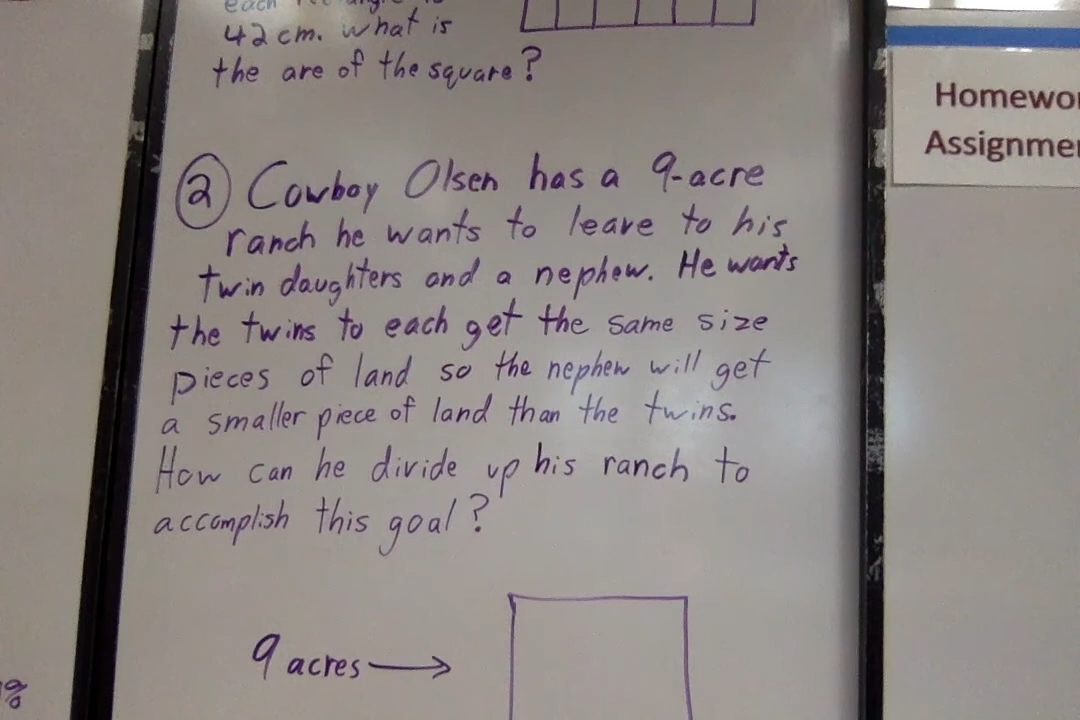 42 cm. what is
the are of the square?
② Cowboy Olsen has a 9-acre
ranch he wants to leave to his
twin daughters and a nephew. He wants
the twins to each get the same size
pieces of land so the nephew will get
a smaller piece of land than the twins.
How can he divide up his ranch to
accomplish this goal?
9 acres →
%
Homewor
Assignme